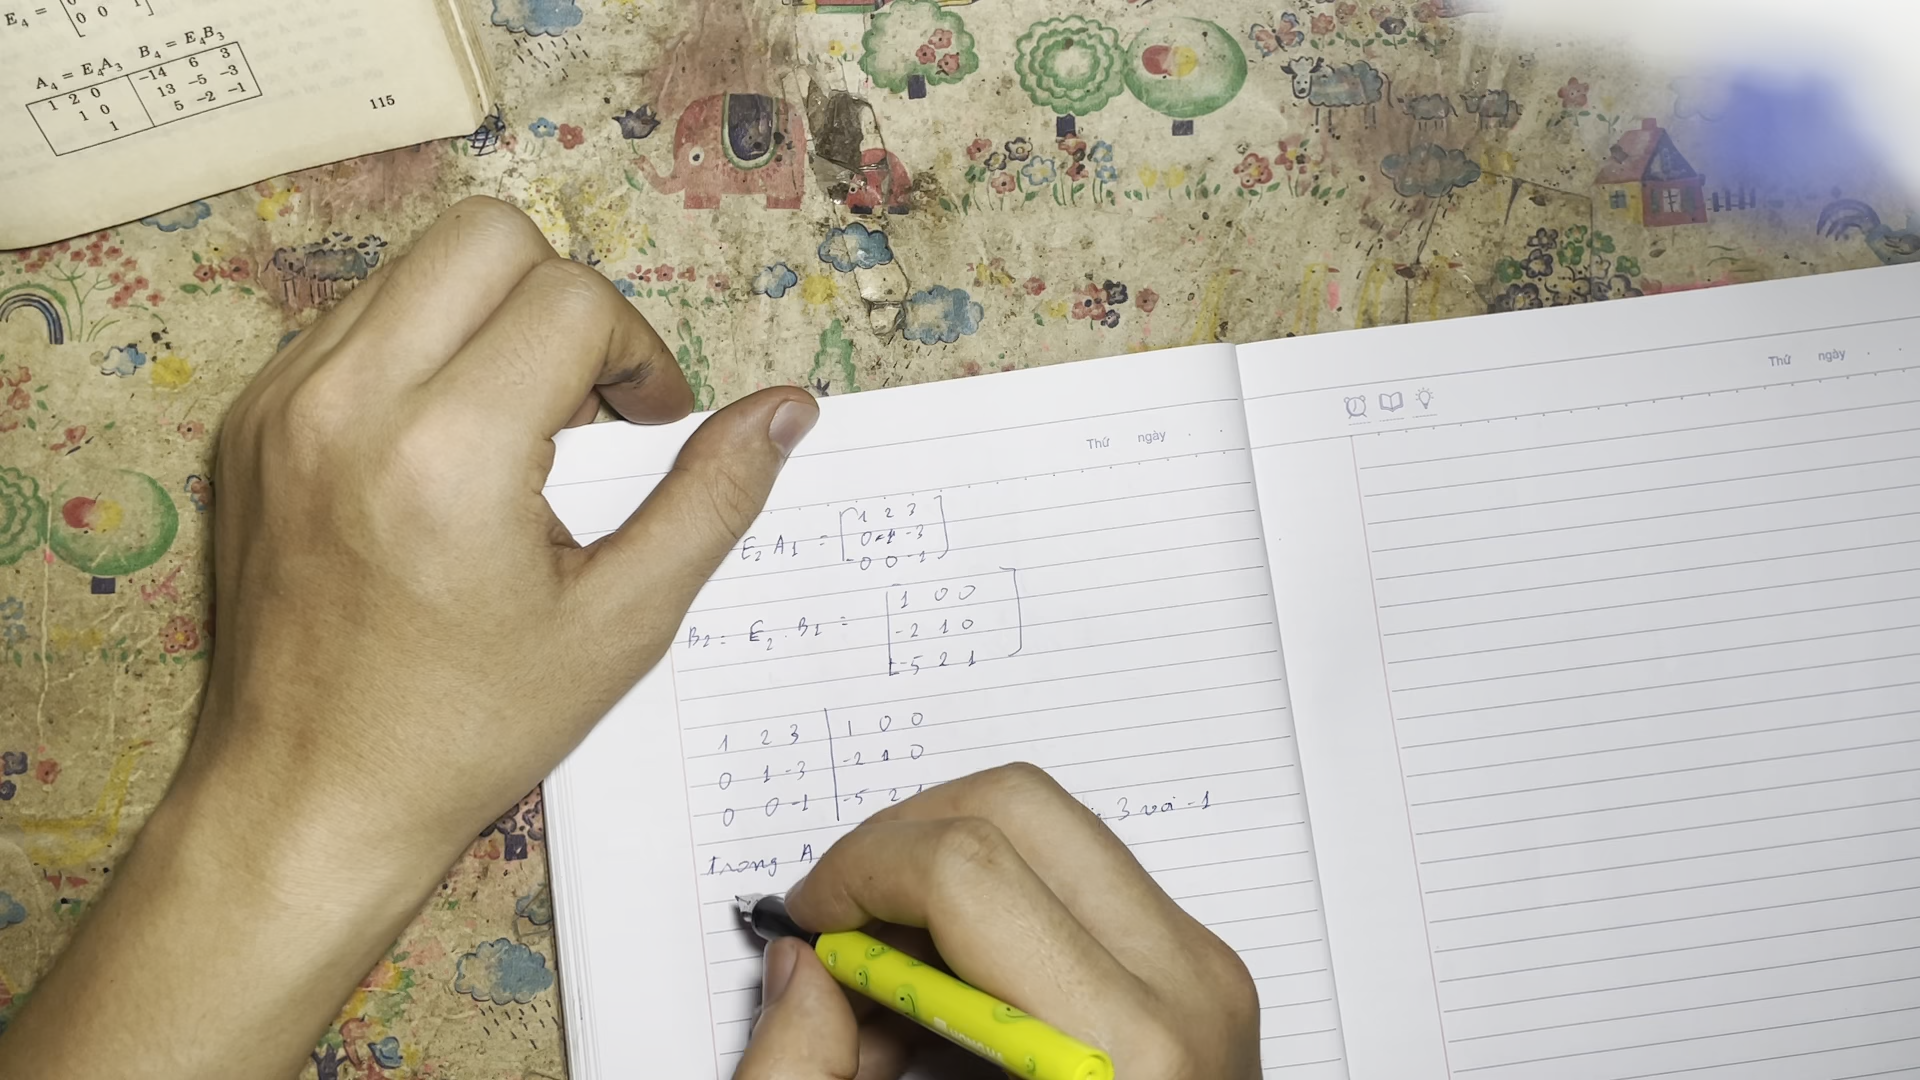 E₄ =
0 0 1
A₄ = E₄A₃ B₄ = E₄B₃
1 2 0 -14 6 3
1 0 13 -5 -3
1 5 -2 -1
115
Thứ ngày . .
Thứ ngày . .
E₂ A₁ = 1 2 3
0 -3
0 0 -1
B₂ = E₂ . B₁ = 1 0 0
-2 1 0
-5 2 1
1 2 3 1 0 0
0 1 -3 -2 1 0
0 0 -1 -5 2
3 với -1
trong A